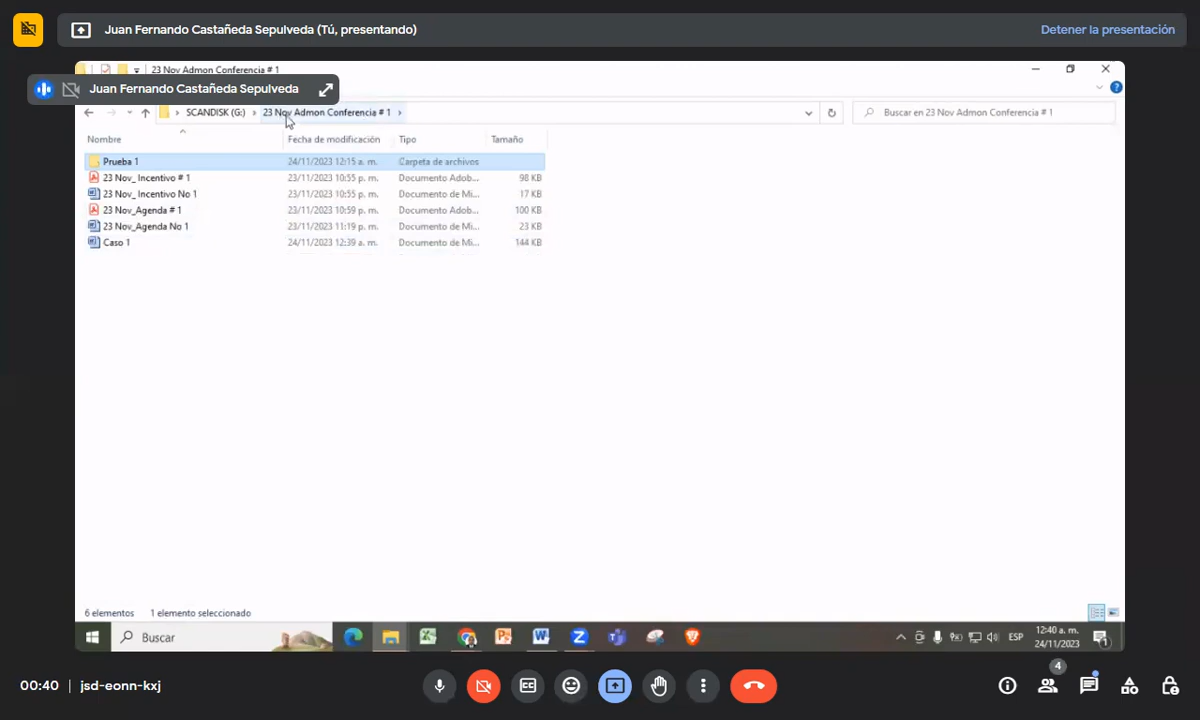 Juan Fernando Castañeda Sepulveda (Tú, presentando)
Detener la presentación
23 Nov Admon Conferencia # 1
Juan Fernando Castañeda Sepulveda
SCANDISK (G:) 23 Nov Admon Conferencia # 1
Buscar en 23 Nov Admon Conferencia # 1
Nombre Fecha de modificación Tipo Tamaño
Prueba 1 24/11/2023 12:15 a. m. Carpeta de archivos
23 Nov_ Incentivo # 1 23/11/2023 10:55 p. m. Documento Adob... 98 KB
23 Nov_ Incentivo No 1 23/11/2023 10:55 p. m. Documento de Mi... 17 KB
23 Nov_Agenda # 1 23/11/2023 10:59 p. m. Documento Adob... 100 KB
23 Nov_Agenda No 1 23/11/2023 11:19 p. m. Documento de Mi... 23 KB
Caso 1 24/11/2023 12:39 a. m. Documento de Mi... 144 KB
6 elementos 1 elemento seleccionado
Buscar
ESP
12:40 a. m.
24/11/2023
1
00:40 | jsd-eonn-kxj
4